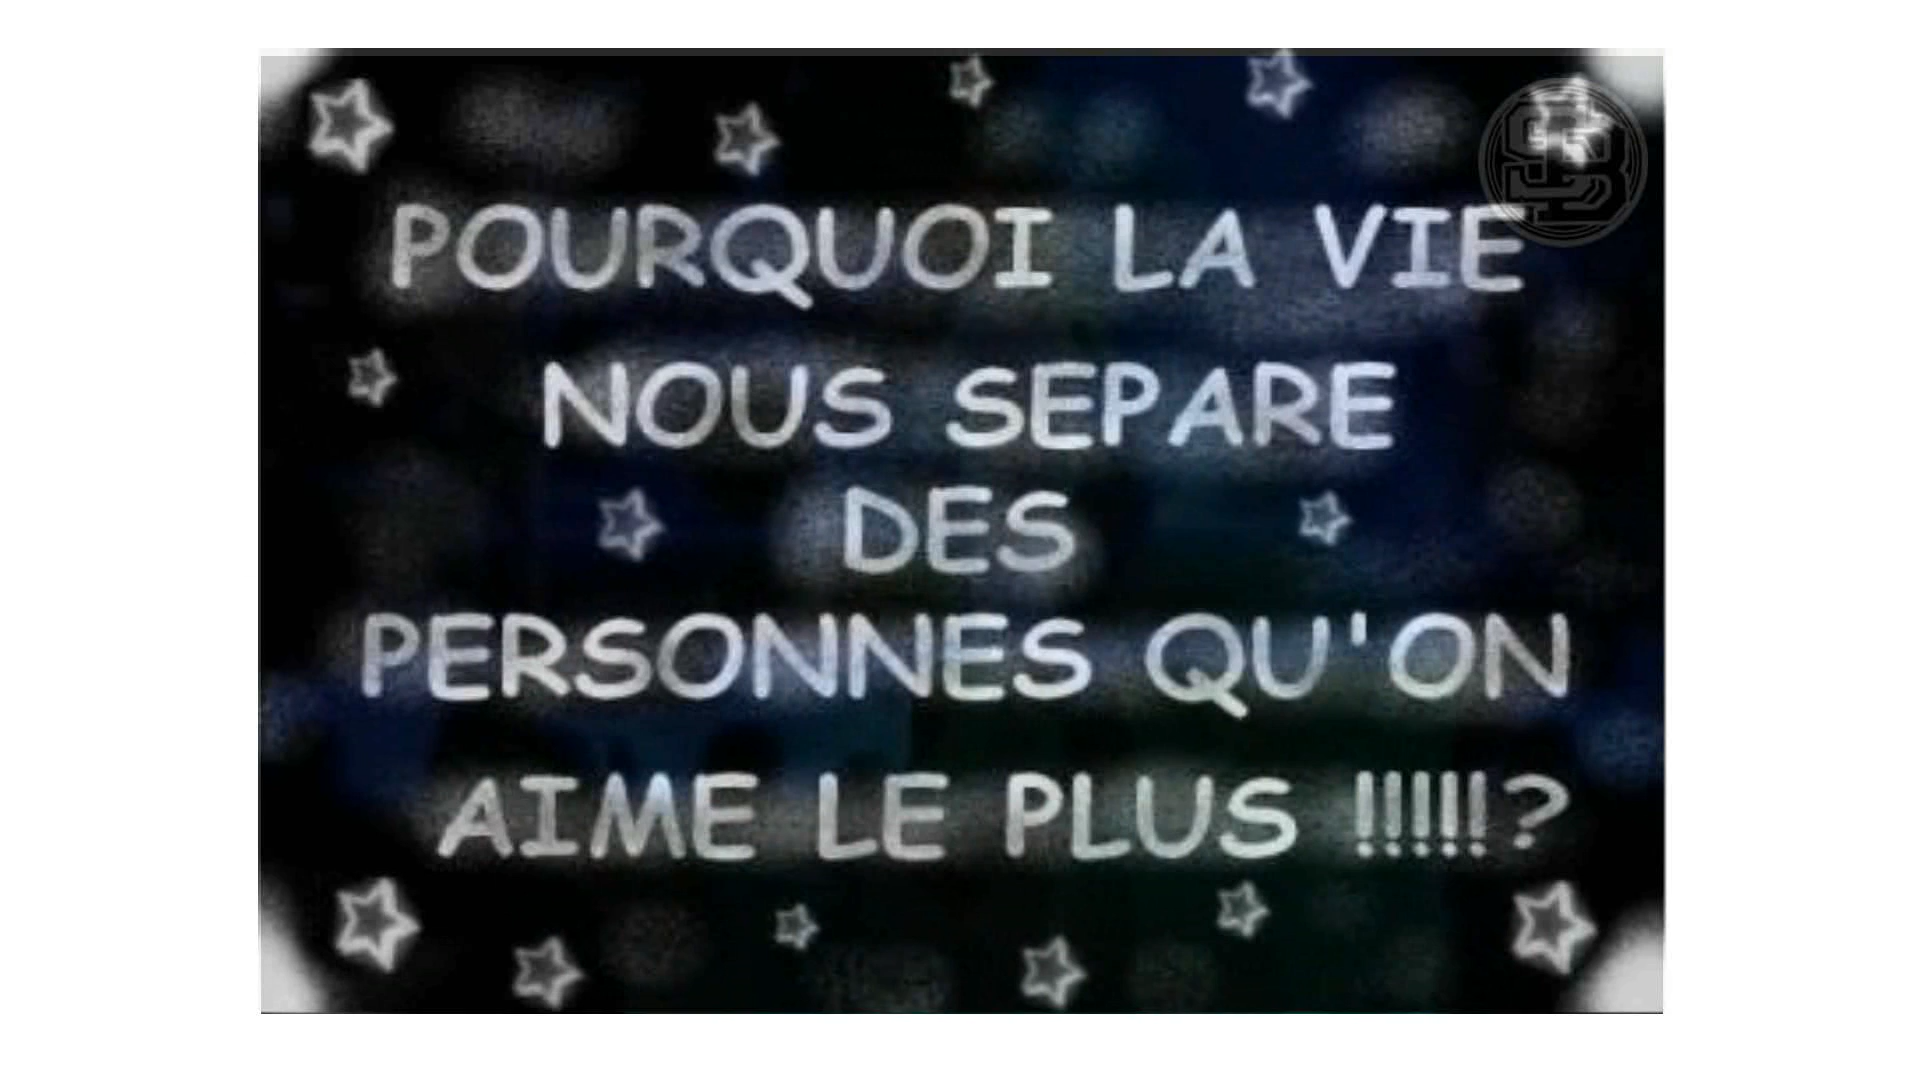 POURQUOI LA VIE
NOUS SEPARE
DES
PERSONNES QU'ON
AIME LE PLUS !!!!!?